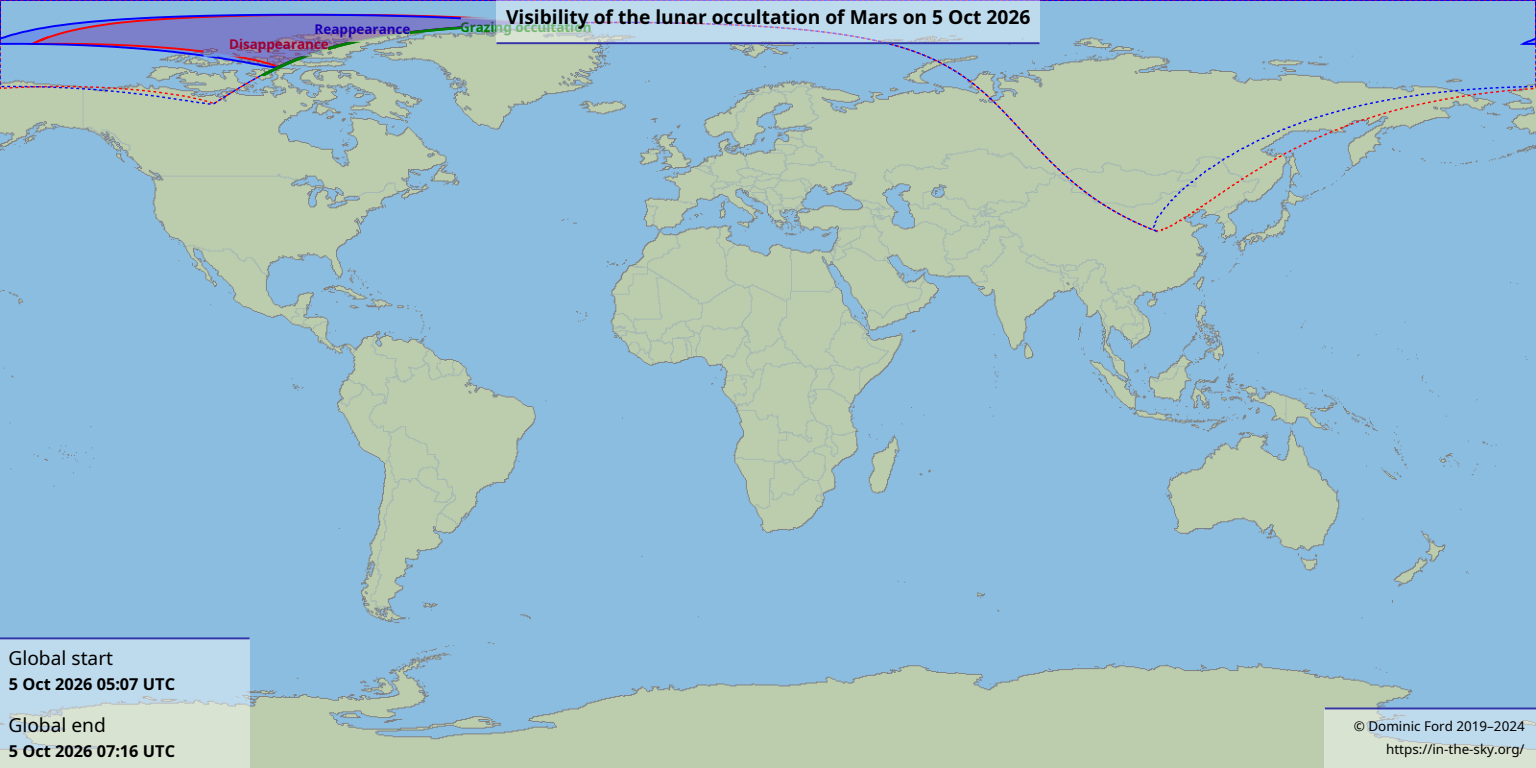 Visibility of the lunar occultation of Mars on 5 Oct 2026
Reappearance
Grazing occultation
Disappearance
Global start
5 Oct 2026 05:07 UTC
Global end
5 Oct 2026 07:16 UTC
© Dominic Ford 2019–2024
https://in-the-sky.org/